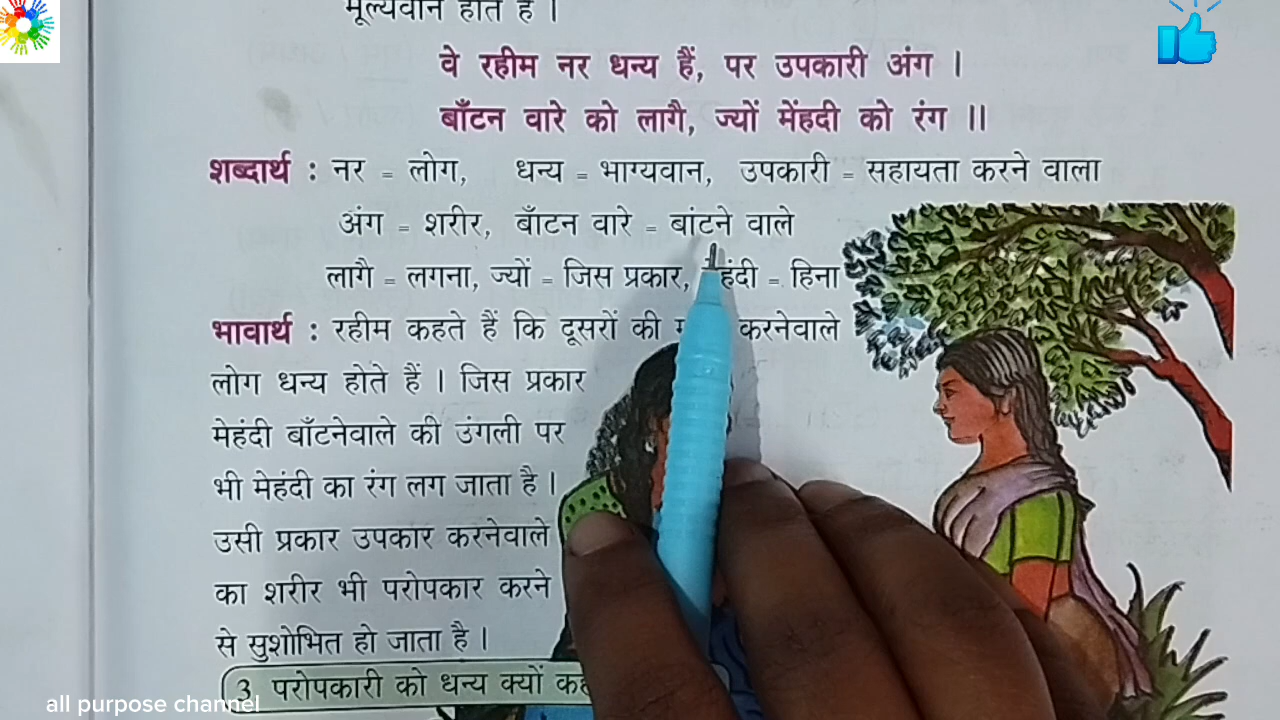 मूल्यवान होते हैं ।
वे रहीम नर धन्य हैं, पर उपकारी अंग ।
बाँटन वारे को लागै, ज्यों मेंहदी को रंग ।।
शब्दार्थ : नर = लोग, धन्य = भाग्यवान, उपकारी = सहायता करने वाला
अंग = शरीर, बाँटन वारे = बांटने वाले
लागै = लगना, ज्यों = जिस प्रकार, = हिना
भावार्थ : रहीम कहते हैं कि दूसरों की करनेवाले
लोग धन्य होते हैं । जिस प्रकार
मेहंदी बाँटनेवाले की उंगली पर
भी मेहंदी का रंग लग जाता है ।
उसी प्रकार उपकार करनेवाले
का शरीर भी परोपकार करने
से सुशोभित हो जाता है ।
3 परोपकारी को धन्य क्यों
all purpose channel